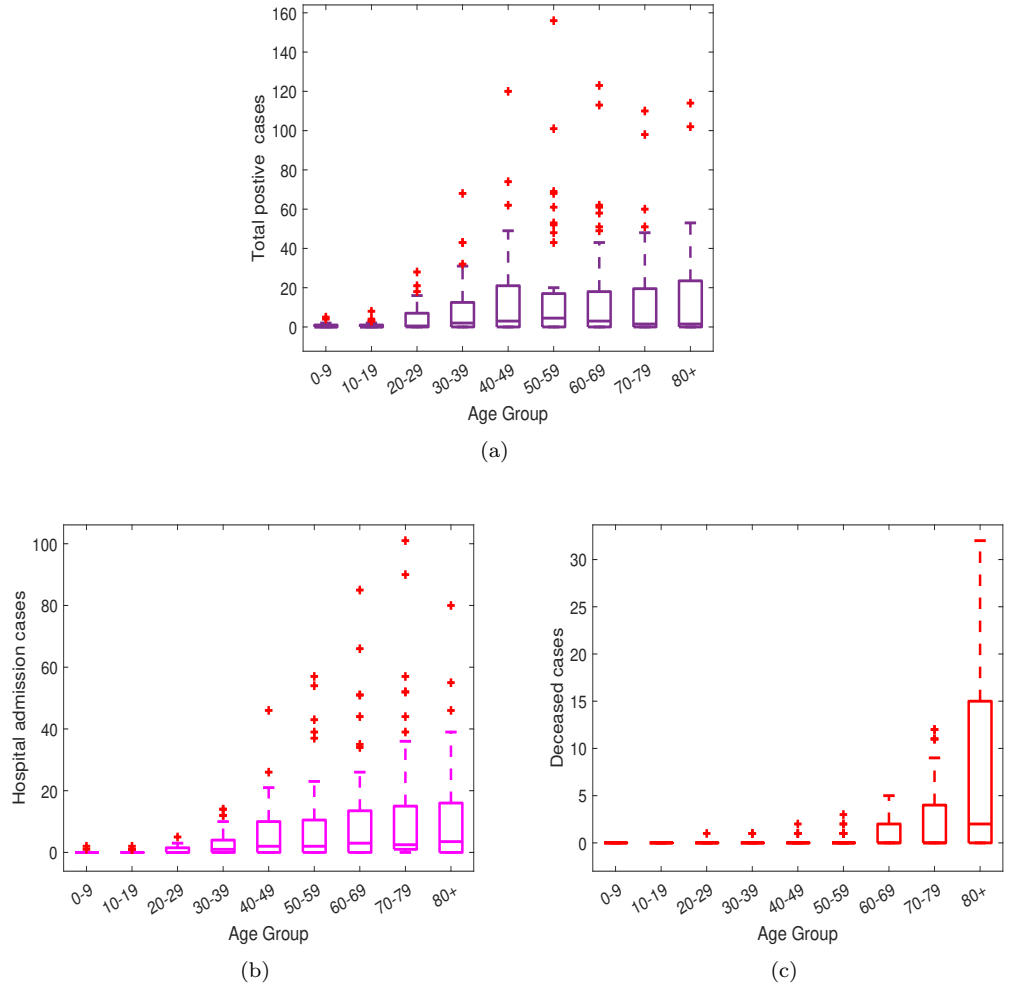 160
140
120
100
80
60
40
20
0
Total postive cases
0-9 10-19 20-29 30-39 40-49 50-59 60-69 70-79 80+
Age Group
(a)
100
80
60
40
20
0
Hospital admission cases
0-9 10-19 20-29 30-39 40-49 50-59 60-69 70-79 80+
Age Group
(b)
30
25
20
15
10
5
0
Deceased cases
0-9 10-19 20-29 30-39 40-49 50-59 60-69 70-79 80+
Age Group
(c)